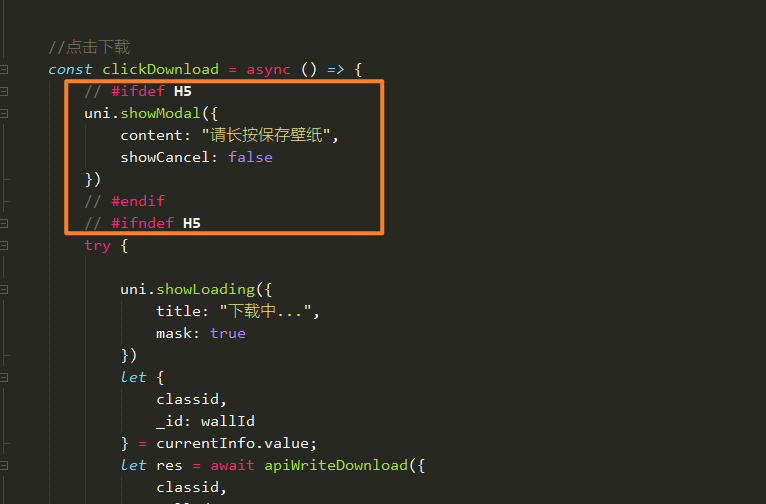 //点击下载
const clickDownload = async () => {
// #ifdef H5
uni.showModal({
content: "请长按保存壁纸",
showCancel: false
})
// #endif
// #ifndef H5
try {
uni.showLoading({
title: "下载中...",
mask: true
})
let {
classid,
_id: wallId
} = currentInfo.value;
let res = await apiWriteDownload({
classid,